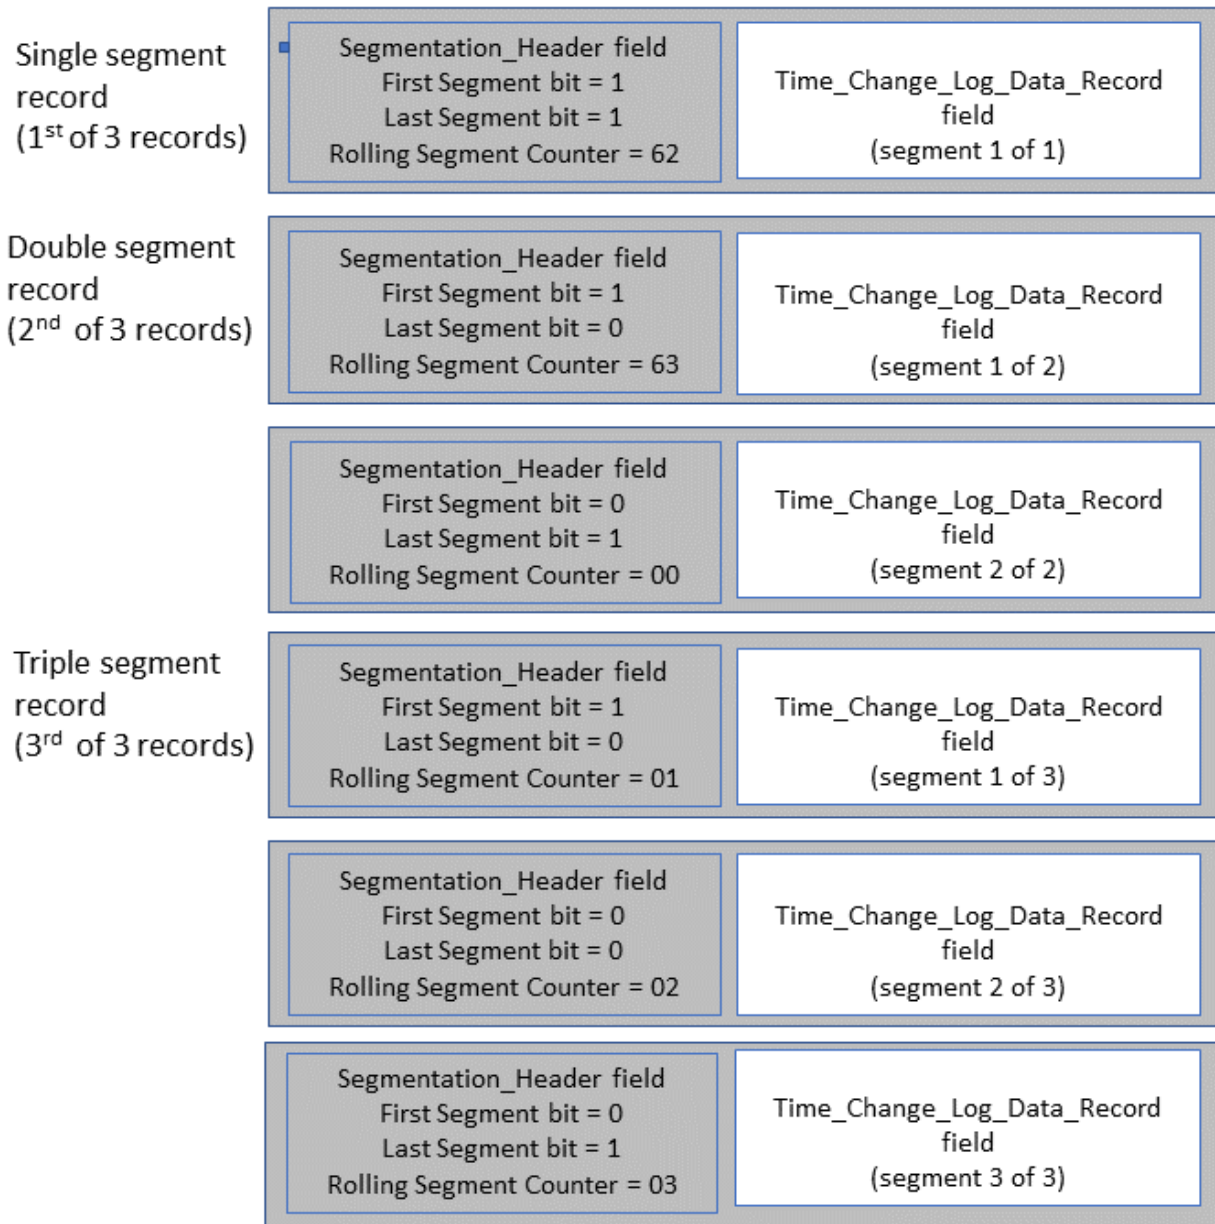 Single segment
record
(1st of 3 records)
Segmentation_Header field
First Segment bit = 1
Last Segment bit = 1
Rolling Segment Counter = 62
Time_Change_Log_Data_Record
field
(segment 1 of 1)
Double segment
record
(2nd of 3 records)
Segmentation_Header field
First Segment bit = 1
Last Segment bit = 0
Rolling Segment Counter = 63
Time_Change_Log_Data_Record
field
(segment 1 of 2)
Segmentation_Header field
First Segment bit = 0
Last Segment bit = 1
Rolling Segment Counter = 00
Time_Change_Log_Data_Record
field
(segment 2 of 2)
Triple segment
record
(3rd of 3 records)
Segmentation_Header field
First Segment bit = 1
Last Segment bit = 0
Rolling Segment Counter = 01
Time_Change_Log_Data_Record
field
(segment 1 of 3)
Segmentation_Header field
First Segment bit = 0
Last Segment bit = 0
Rolling Segment Counter = 02
Time_Change_Log_Data_Record
field
(segment 2 of 3)
Segmentation_Header field
First Segment bit = 0
Last Segment bit = 1
Rolling Segment Counter = 03
Time_Change_Log_Data_Record
field
(segment 3 of 3)